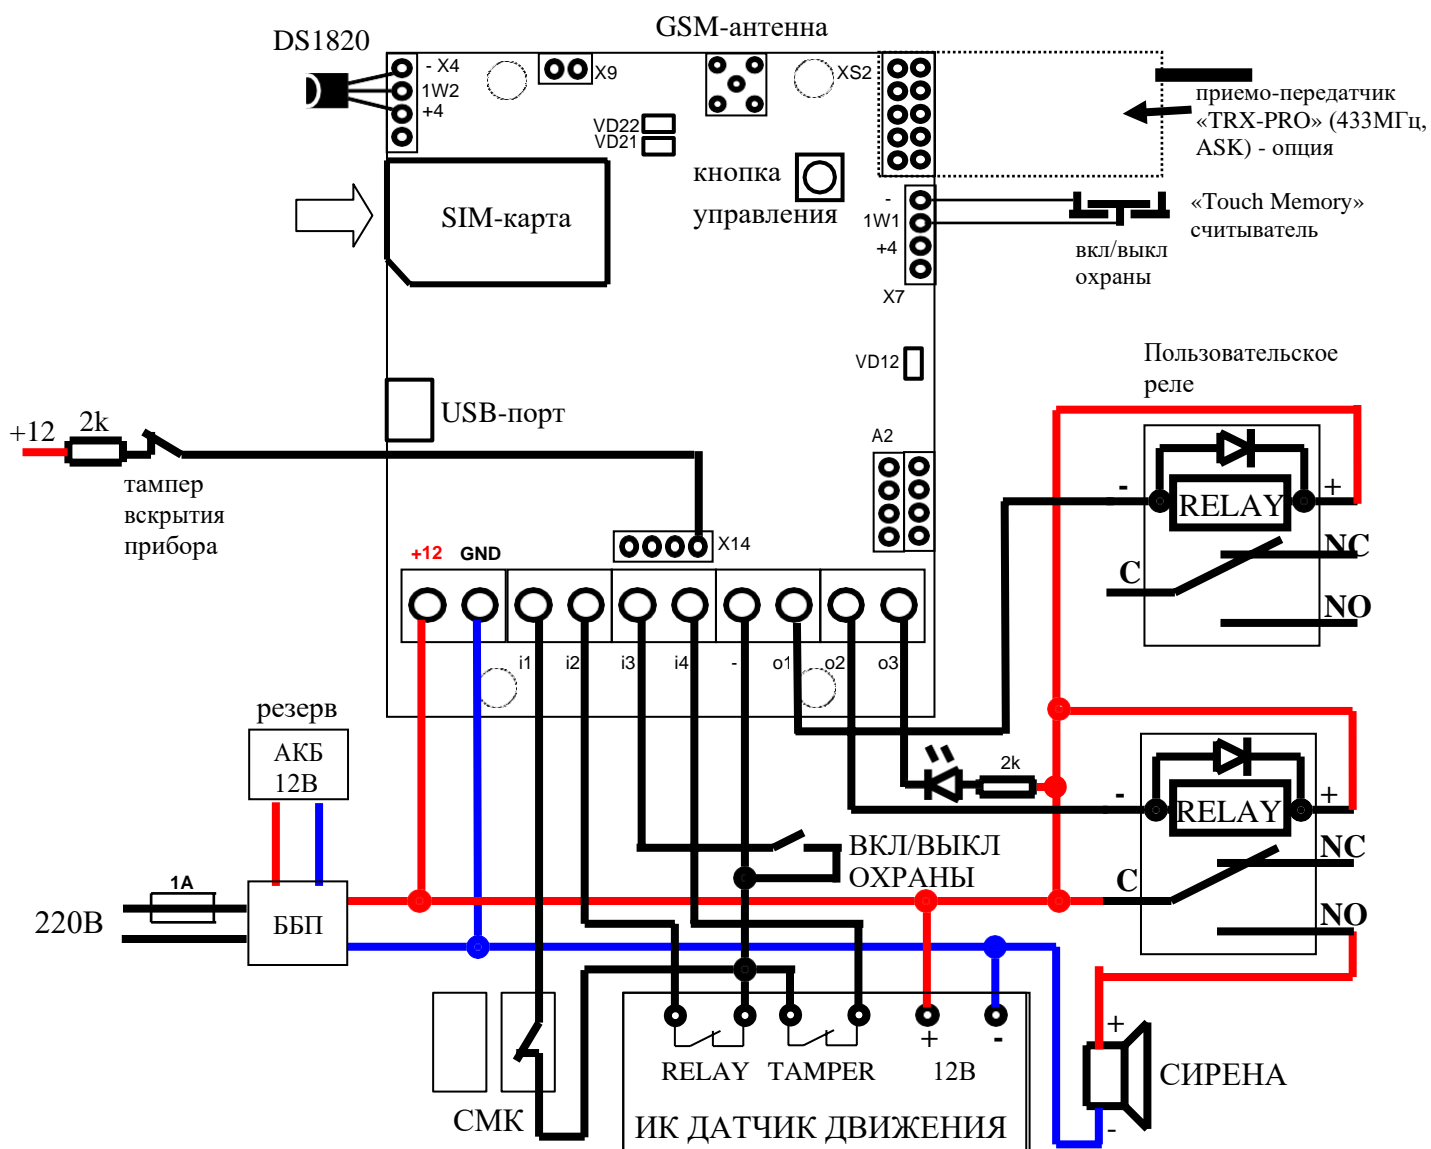 GSM-антенна
DS1820
- X4
1W2
+4
X9
XS2
VD22
VD21
приемо-передатчик
«TRX-PRO» (433МГц,
ASK) - опция
кнопка
управления
SIM-карта
-
1W1
+4
X7
«Touch Memory»
считыватель
вкл/выкл
охраны
VD12
Пользовательское
реле
USB-порт
+12
2k
тампер
вскрытия
прибора
A2
X14
- RELAY +
NC
C
NO
+12 GND
i1 i2 i3 i4 - o1 o2 o3
резерв
АКБ
12В
2k
- RELAY +
NC
C
NO
ВКЛ/ВЫКЛ
ОХРАНЫ
1A
220В
ББП
RELAY TAMPER
+ -
12В
СМК
ИК ДАТЧИК ДВИЖЕНИЯ
+
СИРЕНА
-